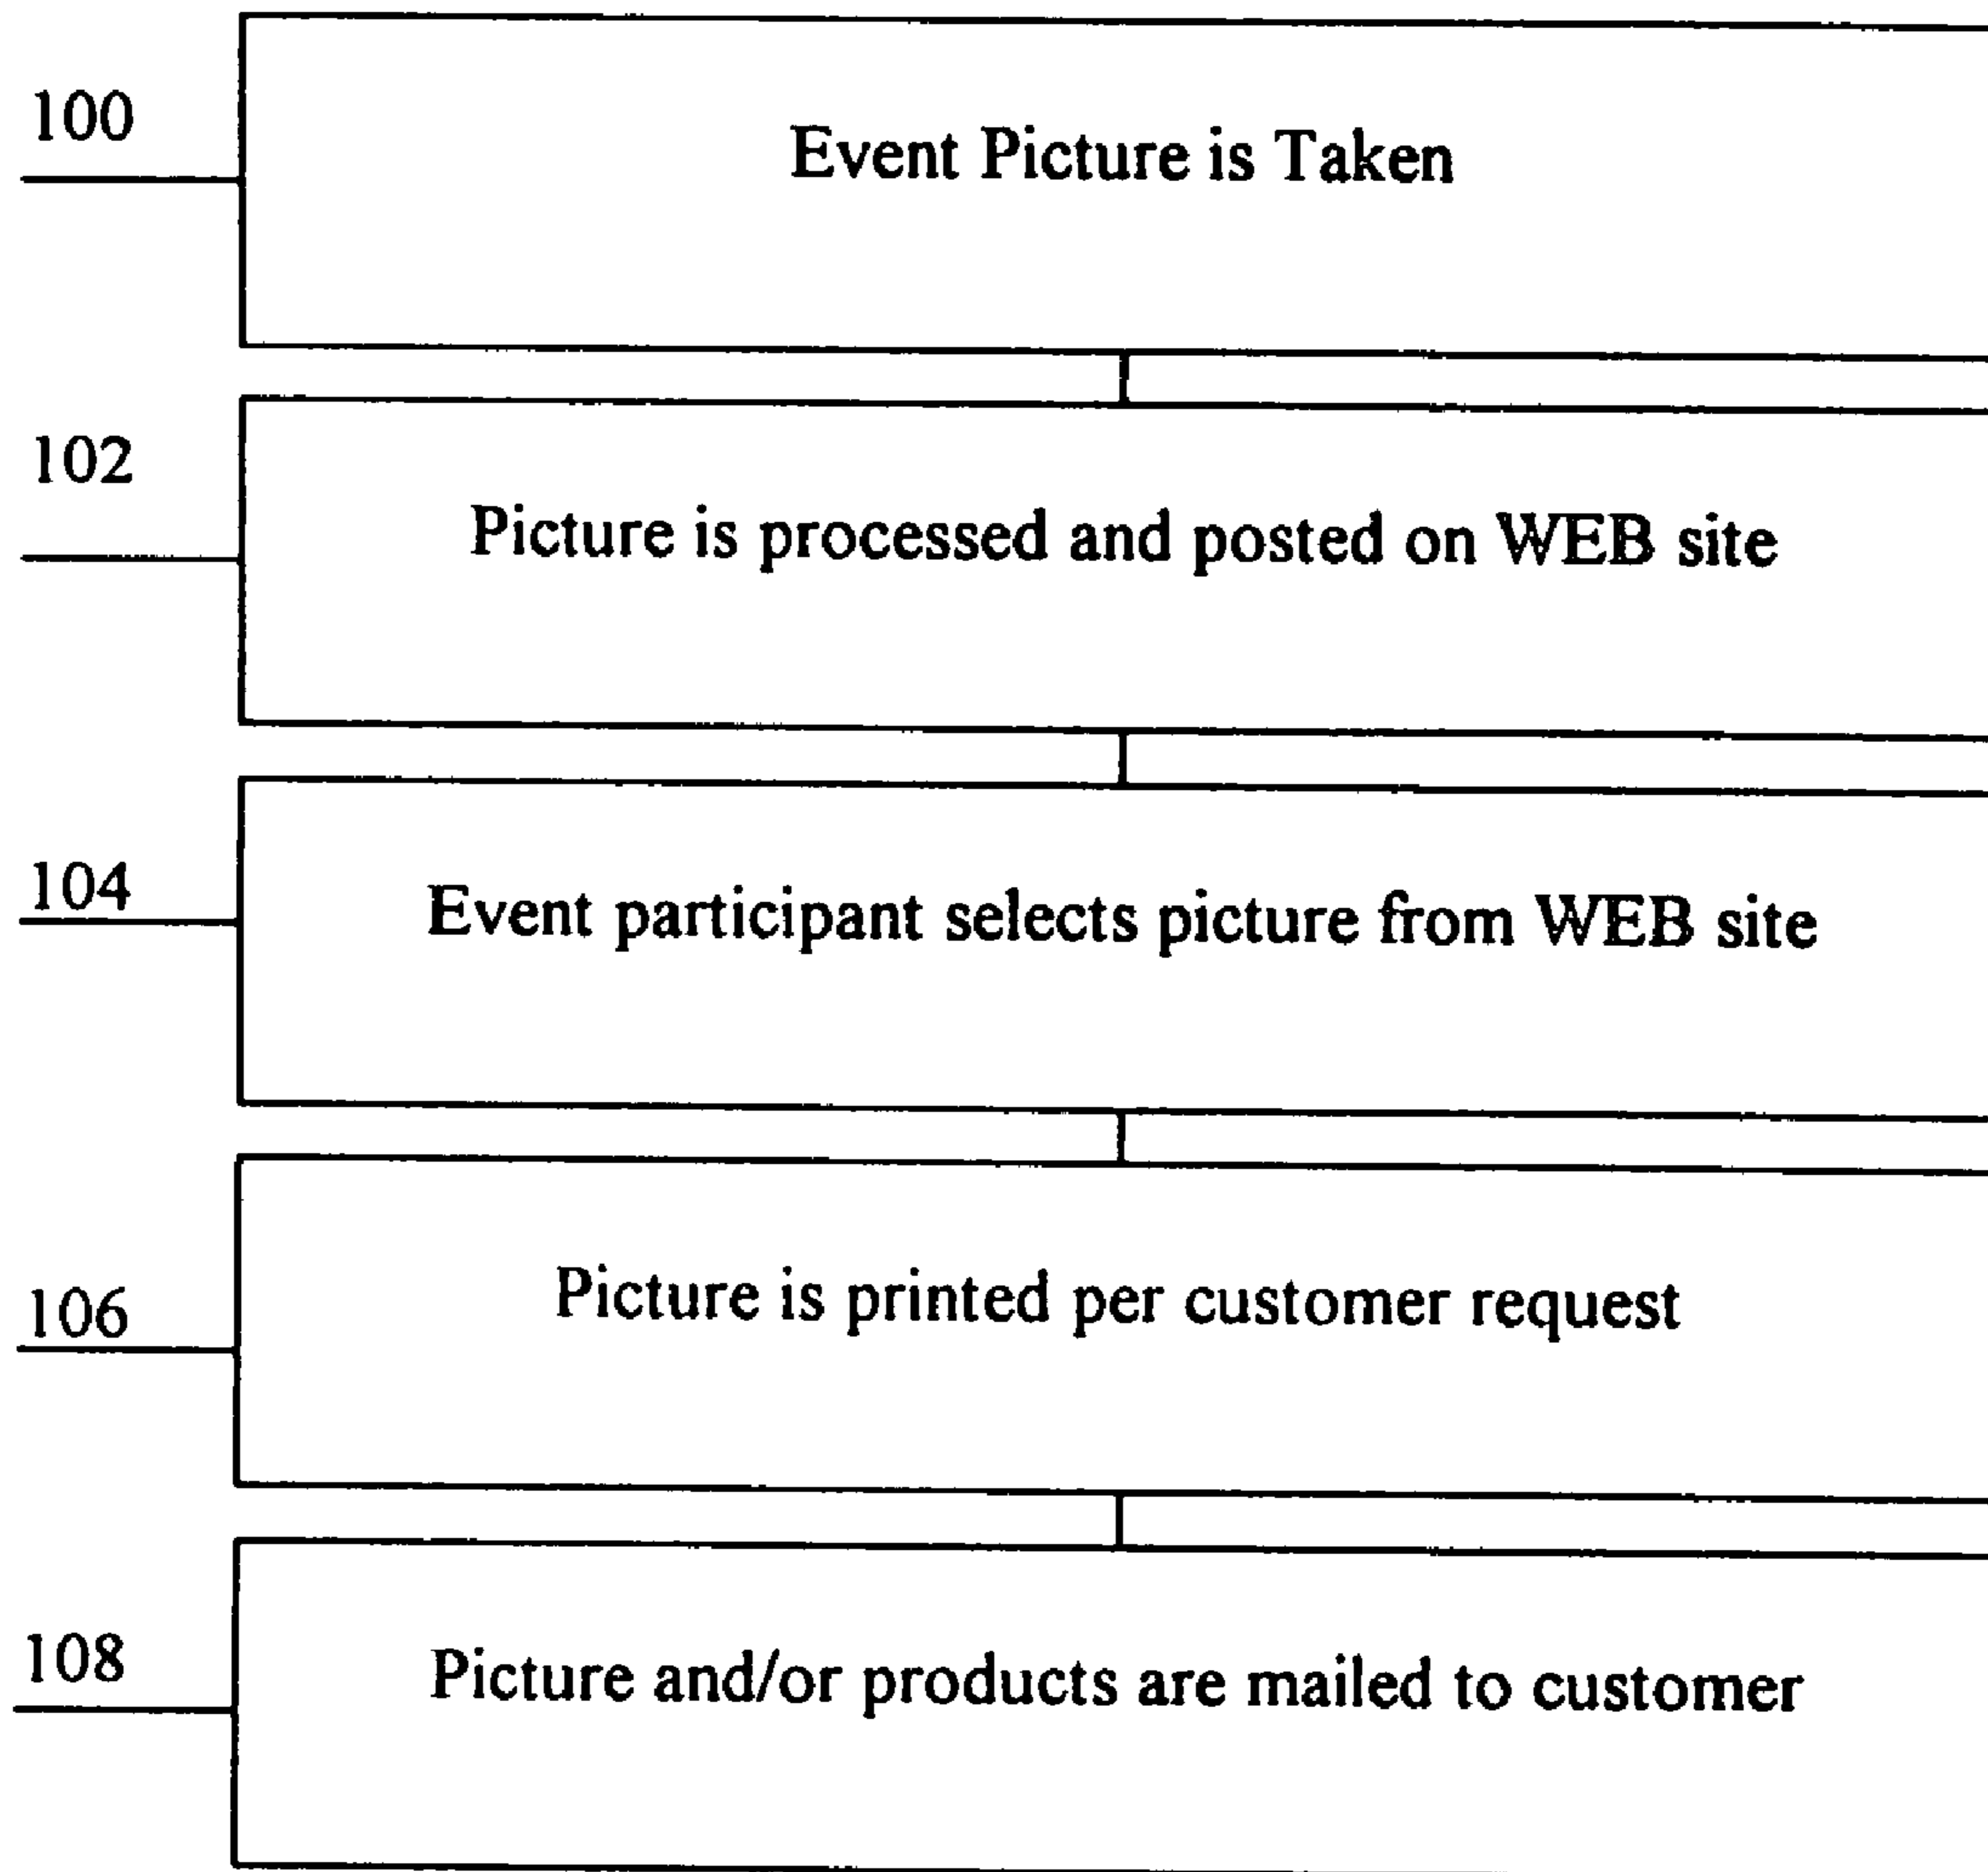 100
Event Picture is Taken
102
Picture is processed and posted on WEB site
104
Event participant selects picture from WEB site
106
Picture is printed per customer request
108
Picture and/or products are mailed to customer